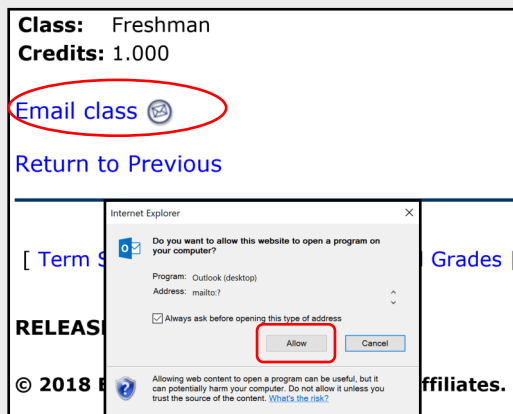 Class: Freshman
Credits: 1.000
Email class
Return to Previous
Internet Explorer
Do you want to allow this website to open a program on
your computer?
Program: Outlook (desktop)
Address: mailto:?
Always ask before opening this type of address
Allow Cancel
Allowing web content to open a program can be useful, but it
can potentially harm your computer. Do not allow it unless you
trust the source of the content. What's the risk?
[ Term Grades
© 2018